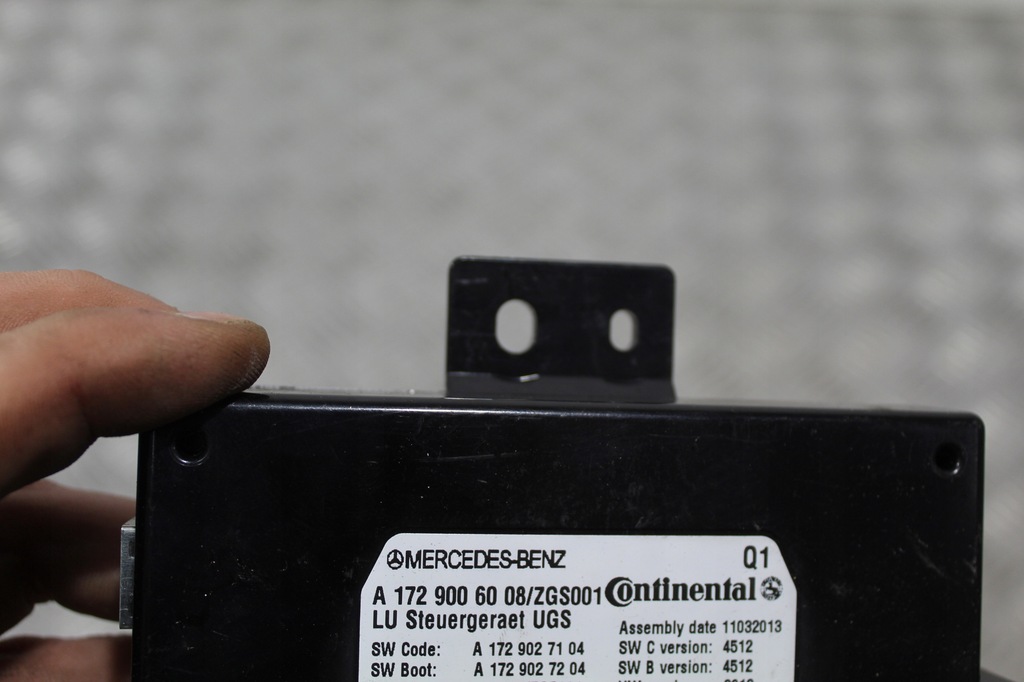 MERCEDES-BENZ Q1
A 172 900 60 08/ZGS001 Continental
LU Steuergeraet UGS
Assembly date 11032013
SW Code: A 172 902 71 04 SW C version: 4512
SW Boot: A 172 902 72 04 SW B version: 4512